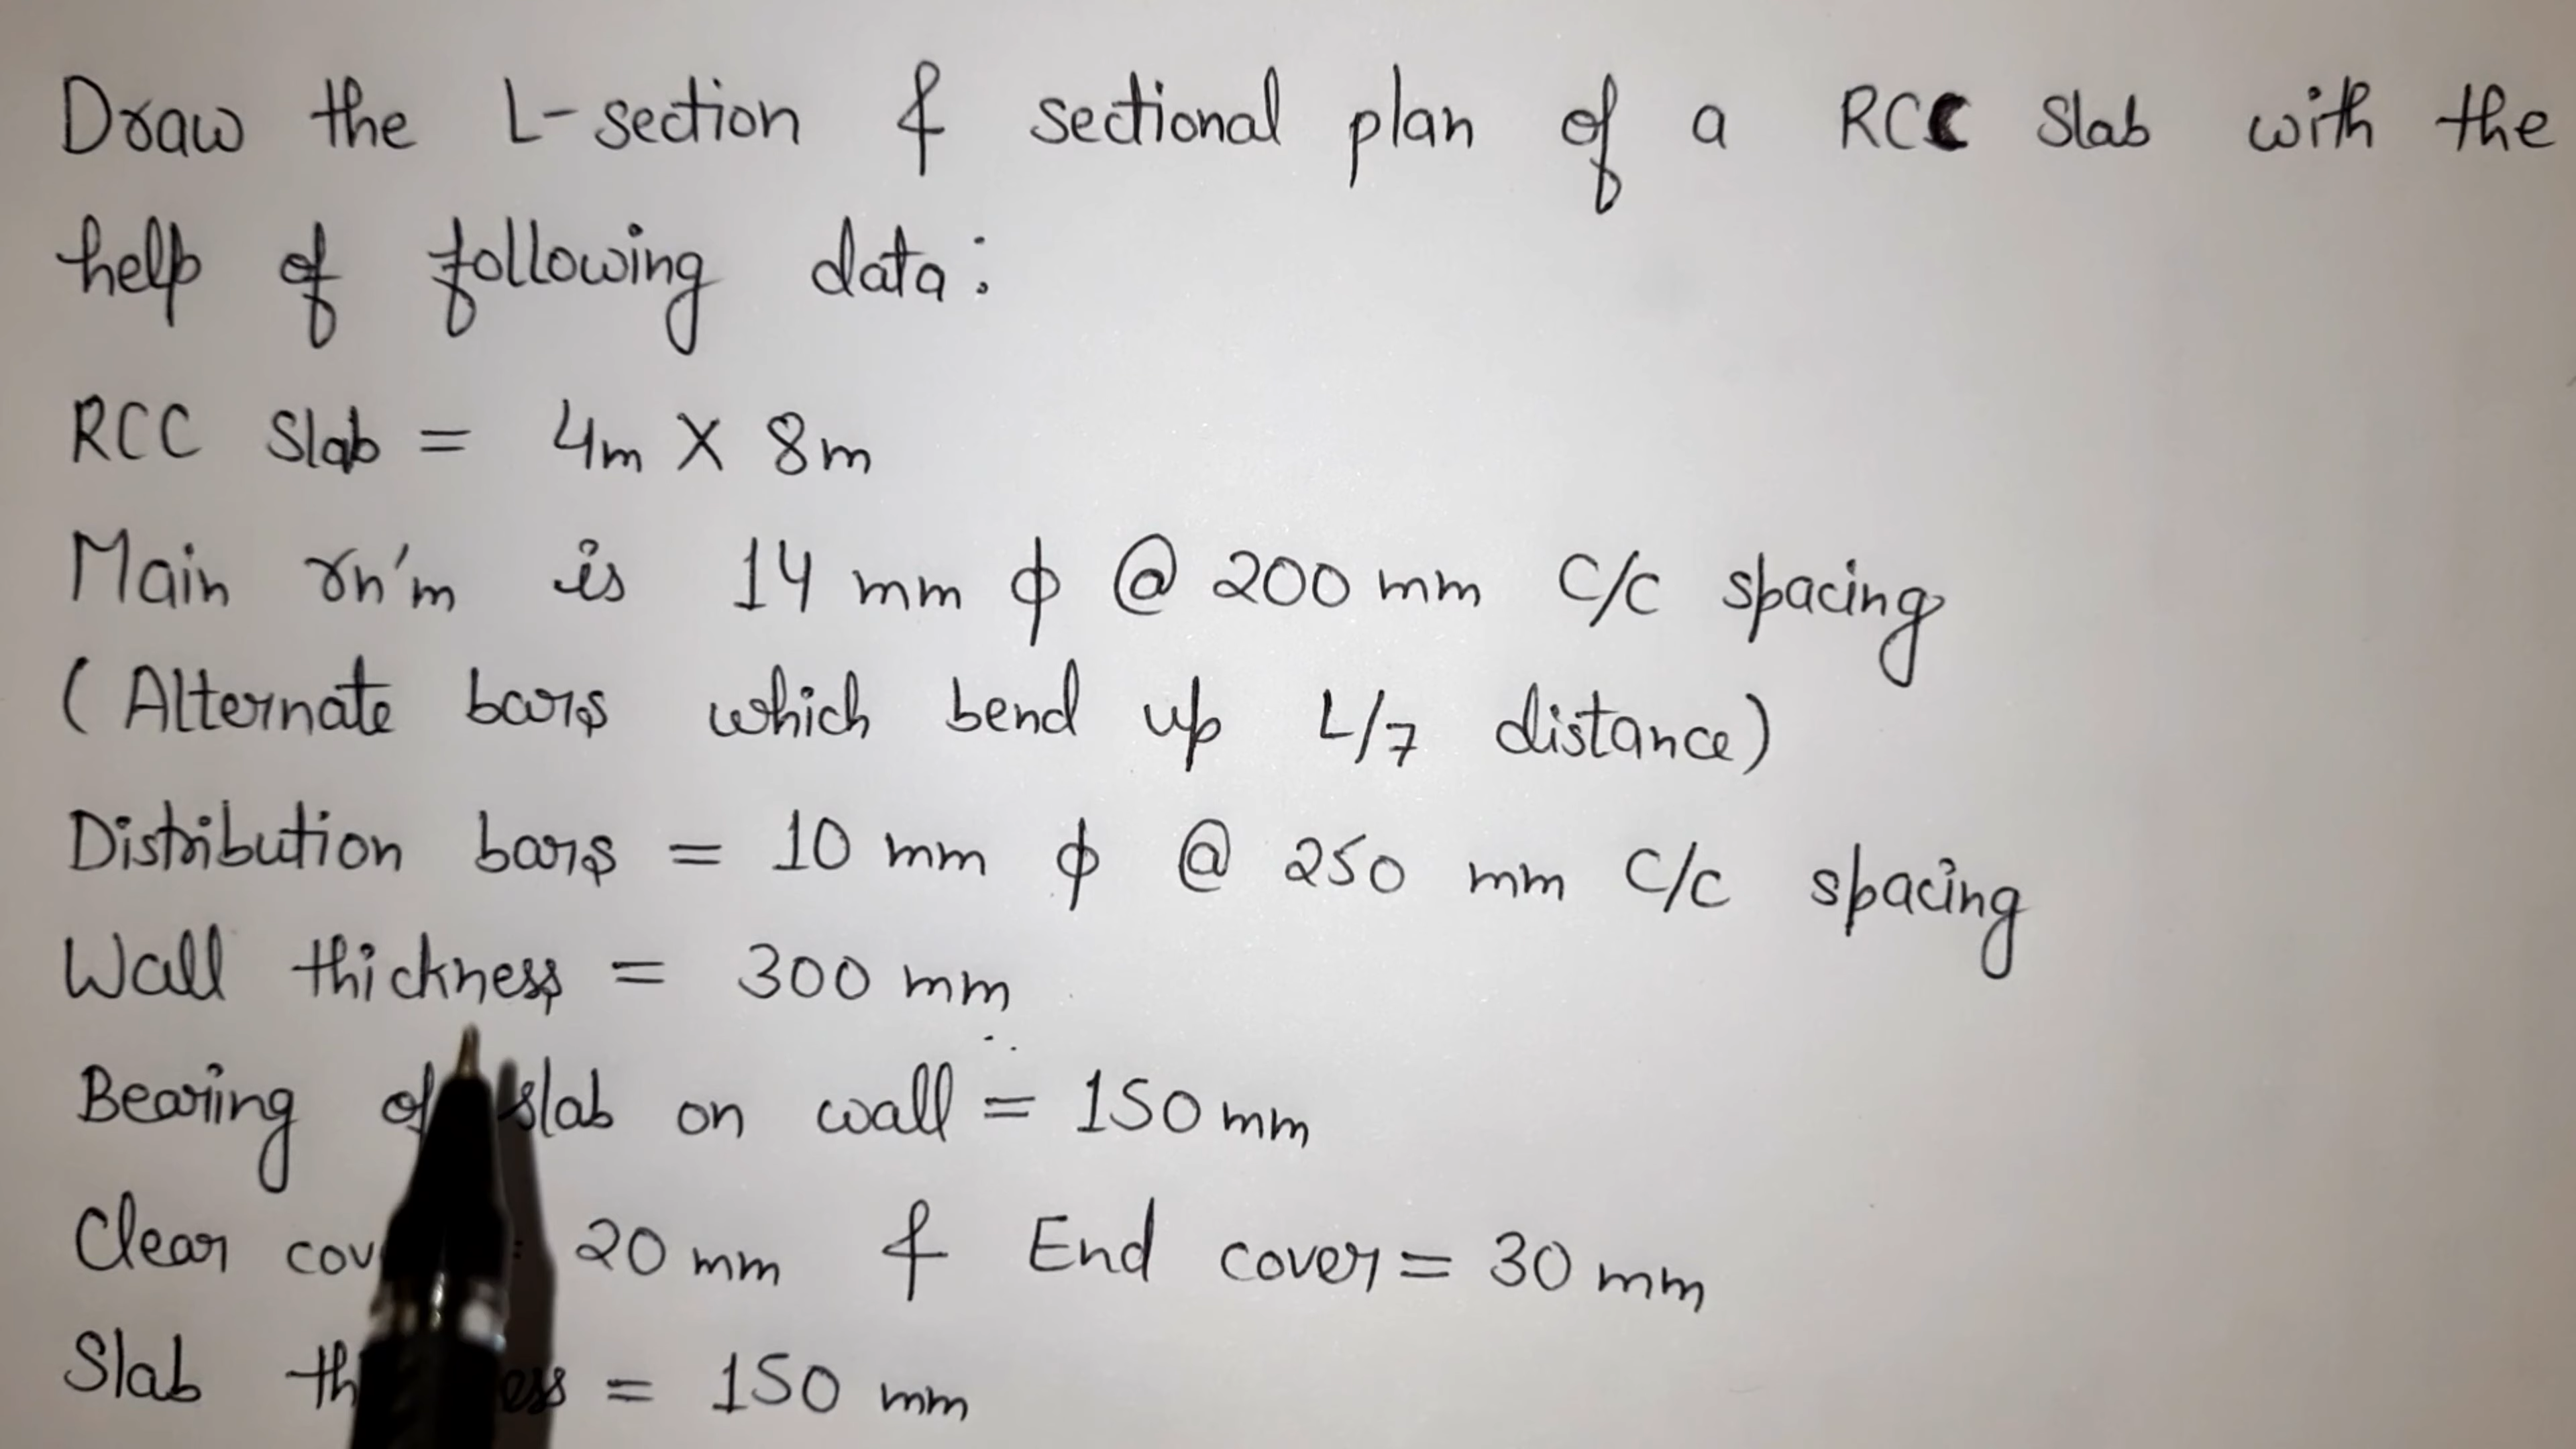 Draw the L-section & sectional plan of a RCC Slab with the
help of following data:
RCC Slab = 4m X 8m
Main rn'm is 14 mm ϕ @ 200 mm C/C spacing
(Alternate bars which bend up L/7 distance)
Distribution bars = 10 mm ϕ @ 250 mm C/C spacing
Wall thickness = 300 mm
Bearing of slab on wall = 150 mm
Clear 20 mm & End cover = 30 mm
Slab = 150 mm